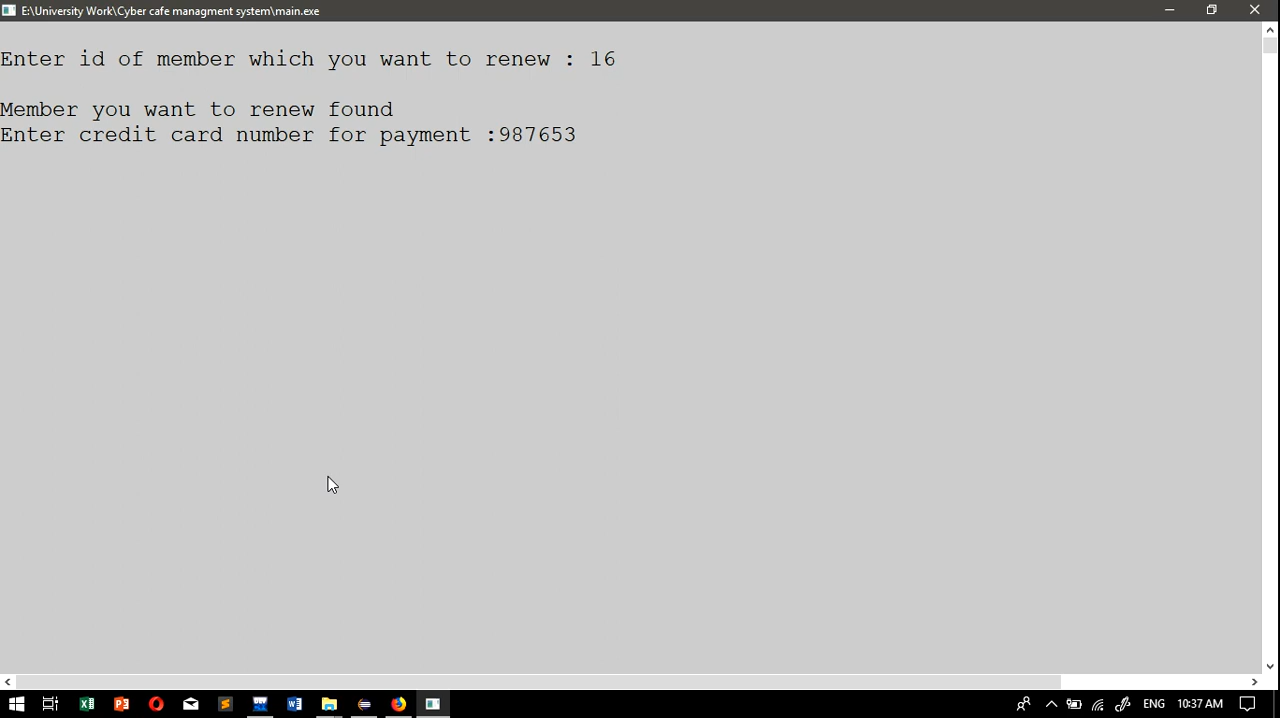 E:\University Work\Cyber cafe managment system\main.exe
Enter id of member which you want to renew : 16
Member you want to renew found
Enter credit card number for payment :987653
ENG 10:37 AM